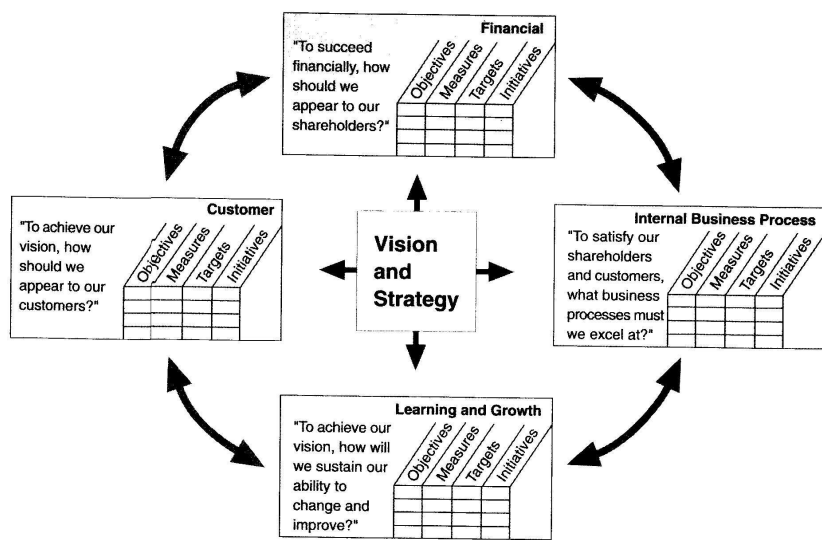 Financial
"To succeed
financially, how
should we
appear to our
shareholders?"
Objectives
Measures
Targets
Initiatives
Customer
"To achieve our
vision, how
should we
appear to our
customers?"
Objectives
Measures
Targets
Initiatives
Vision
and
Strategy
Internal Business Process
"To satisfy our
shareholders
and customers,
what business
processes must
we excel at?"
Objectives
Measures
Targets
Initiatives
Learning and Growth
"To achieve our
vision, how will
we sustain our
ability to
change and
improve?"
Objectives
Measures
Targets
Initiatives